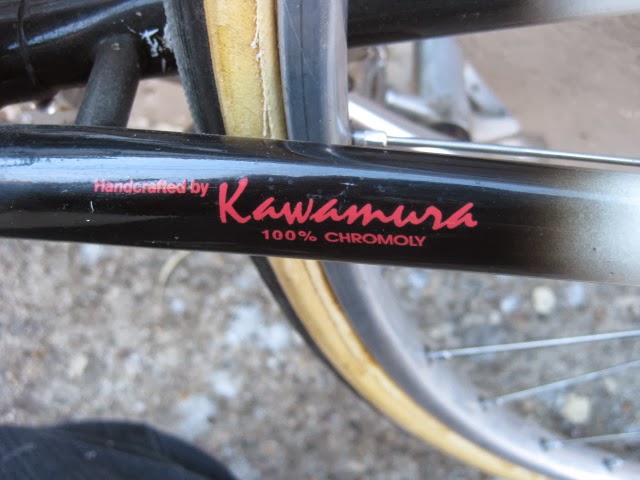 Handcrafted by Kawamura
100% CHROMOLY